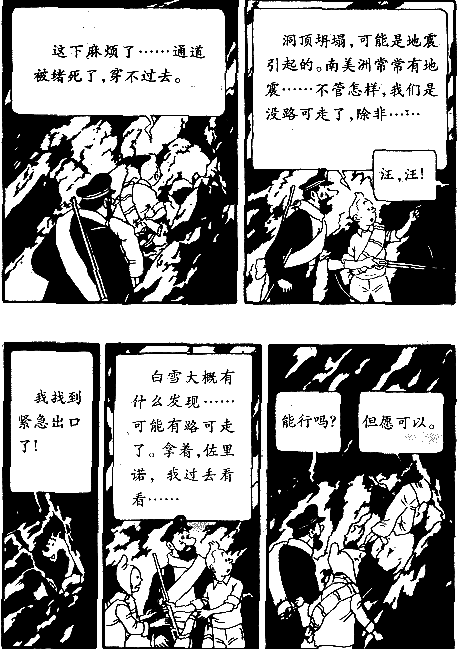 这下麻烦了……通道
被堵死了，穿不过去。
洞顶坍塌，可能是地震
引起的。南美洲常常有地
震……不管怎样，我们是
没路可走了，除非……
汪，汪！
我找到
紧急出口
了！
白雪大概有
什么发现……
可能有路可走
了。拿着，佐里
诺，我过去看
看……
能行吗？
但愿可以。